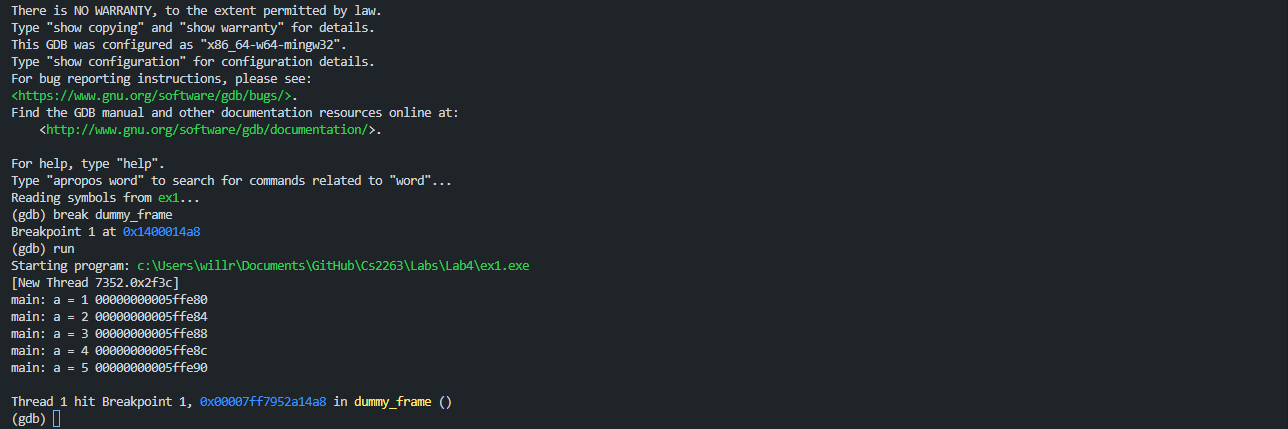 There is NO WARRANTY, to the extent permitted by law.
Type "show copying" and "show warranty" for details.
This GDB was configured as "x86_64-w64-mingw32".
Type "show configuration" for configuration details.
For bug reporting instructions, please see:
<https://www.gnu.org/software/gdb/bugs/>.
Find the GDB manual and other documentation resources online at:
    <http://www.gnu.org/software/gdb/documentation/>.

For help, type "help".
Type "apropos word" to search for commands related to "word"...
Reading symbols from ex1...
(gdb) break dummy_frame
Breakpoint 1 at 0x1400014a8
(gdb) run
Starting program: c:\Users\willr\Documents\GitHub\Cs2263\Labs\Lab4\ex1.exe
[New Thread 7352.0x2f3c]
main: a = 1 00000000005ffe80
main: a = 2 00000000005ffe84
main: a = 3 00000000005ffe88
main: a = 4 00000000005ffe8c
main: a = 5 00000000005ffe90

Thread 1 hit Breakpoint 1, 0x00007ff7952a14a8 in dummy_frame ()
(gdb)